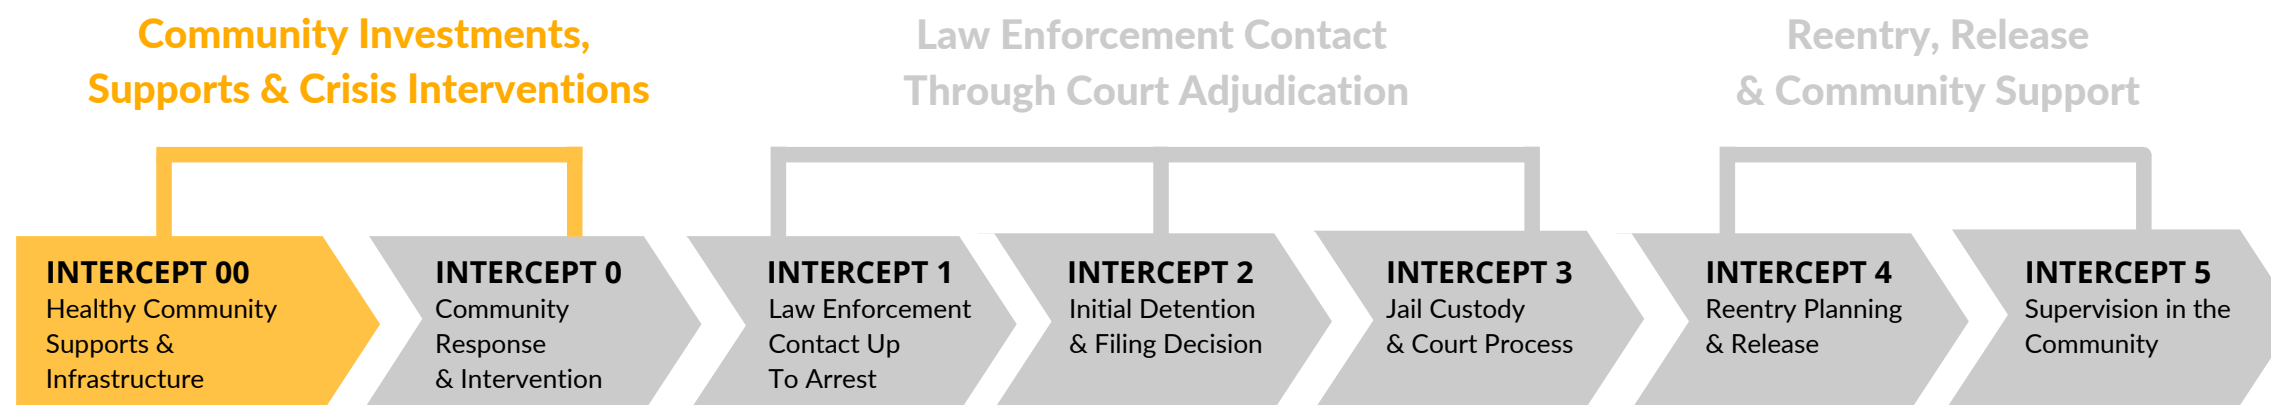 Community Investments,
Supports & Crisis Interventions
Law Enforcement Contact
Through Court Adjudication
Reentry, Release
& Community Support
INTERCEPT 00
Healthy Community
Supports &
Infrastructure
INTERCEPT 0
Community
Response
& Intervention
INTERCEPT 1
Law Enforcement
Contact Up
To Arrest
INTERCEPT 2
Initial Detention
& Filing Decision
INTERCEPT 3
Jail Custody
& Court Process
INTERCEPT 4
Reentry Planning
& Release
INTERCEPT 5
Supervision in the
Community